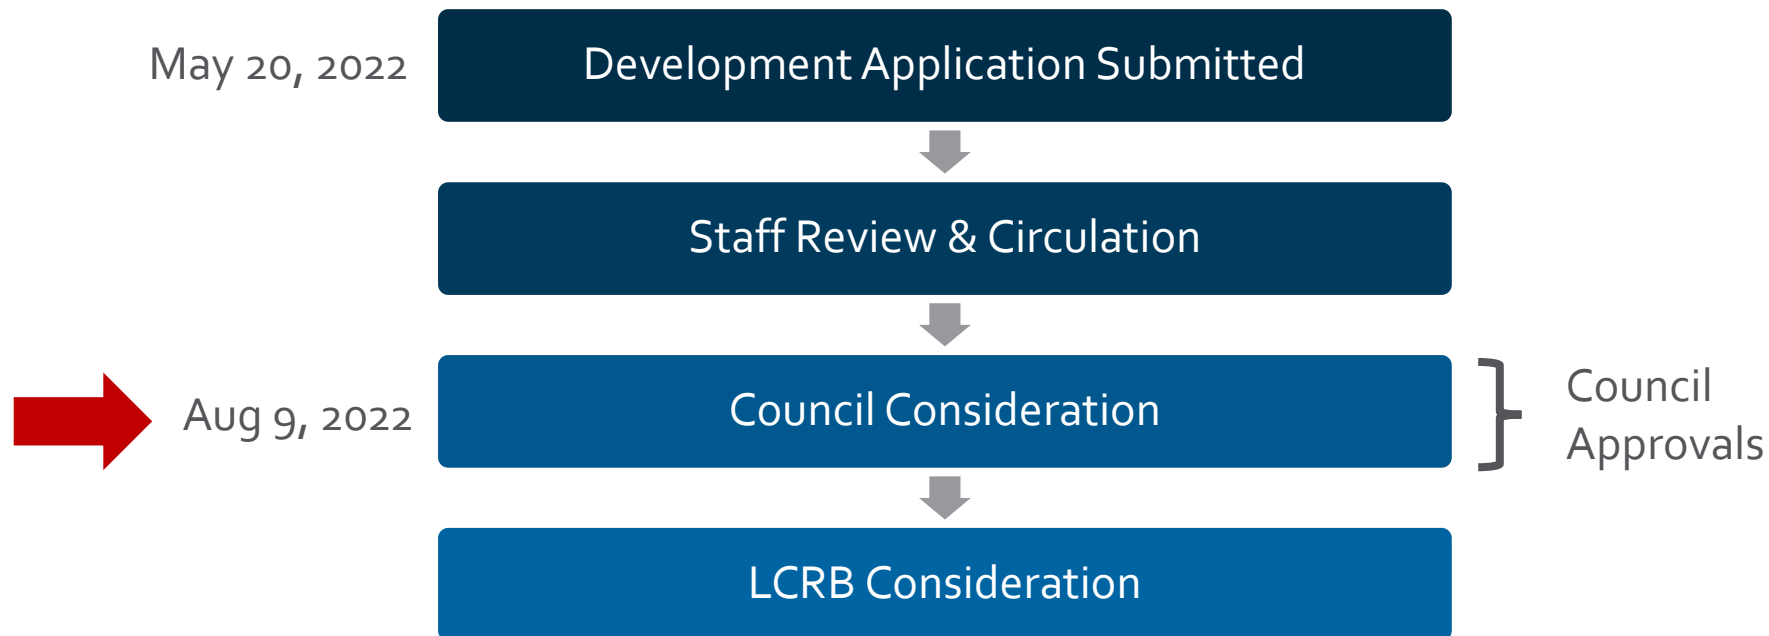 May 20, 2022
Development Application Submitted
Staff Review & Circulation
Aug 9, 2022
Council Consideration
Council
Approvals
LCRB Consideration